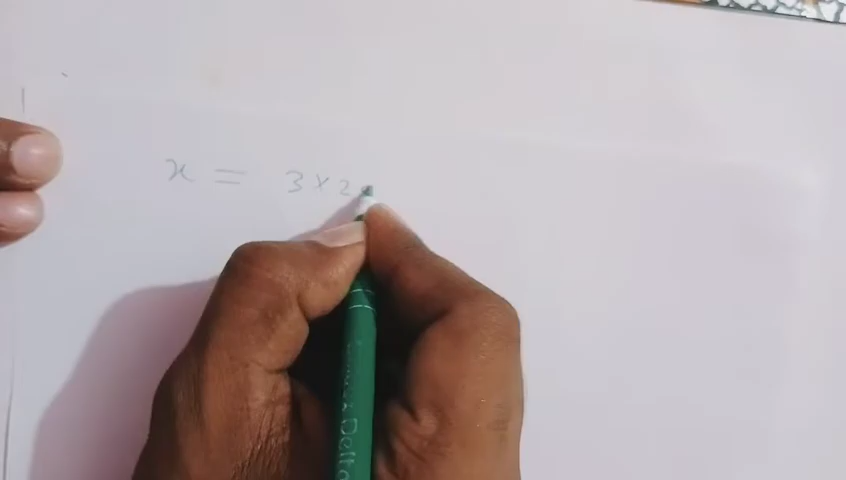 x = 3 × 2
Delta